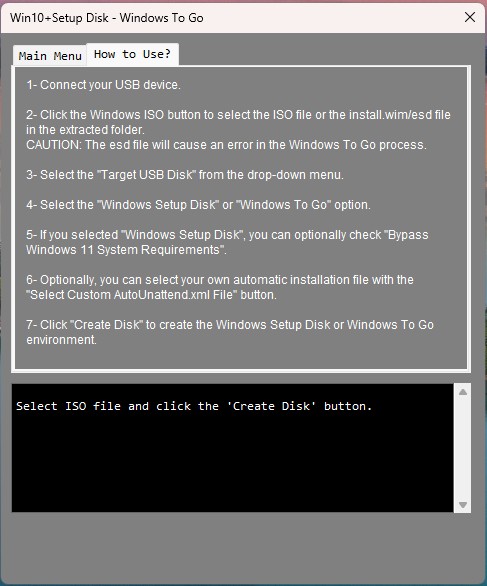 Win10+Setup Disk - Windows To Go
Main Menu
How to Use?
1- Connect your USB device.
2- Click the Windows ISO button to select the ISO file or the install.wim/esd file
in the extracted folder.
CAUTION: The esd file will cause an error in the Windows To Go process.
3- Select the "Target USB Disk" from the drop-down menu.
4- Select the "Windows Setup Disk" or "Windows To Go" option.
5- If you selected "Windows Setup Disk", you can optionally check "Bypass
Windows 11 System Requirements".
6- Optionally, you can select your own automatic installation file with the
"Select Custom AutoUnattend.xml File" button.
7- Click "Create Disk" to create the Windows Setup Disk or Windows To Go
environment.
Select ISO file and click the 'Create Disk' button.